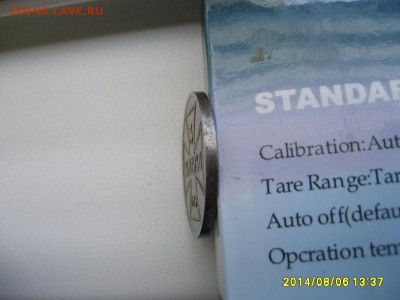 COINS.LAVE.RU
STANDAR
Calibration:Aut
Tare Range:Tar
Auto off(defau
Opcration tem
2014/08/06 13:37